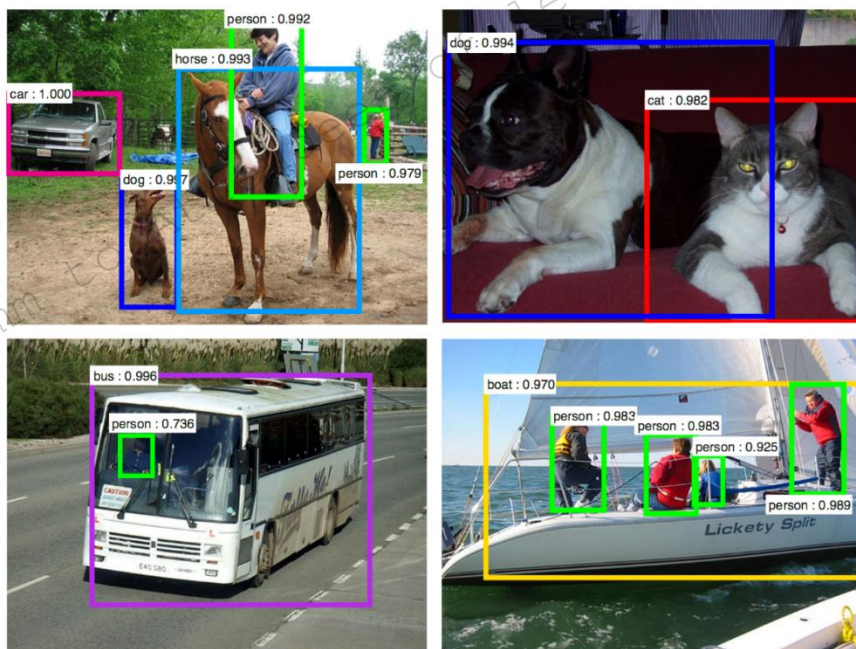 person : 0.992
horse : 0.993
car : 1.000
person : 0.979
dog : 0.997
dog : 0.994
cat : 0.982
bus : 0.996
person : 0.736
CAUTION
E40 SBO
boat : 0.970
person : 0.983
person : 0.983
person : 0.925
person : 0.989
Lickety Split